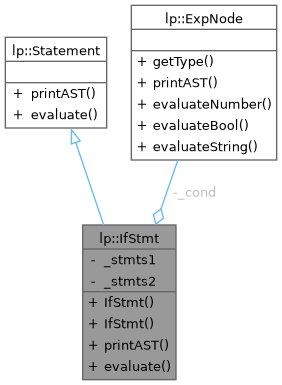 lp::ExpNode
+ getType()
+ printAST()
+ evaluateNumber()
+ evaluateBool()
+ evaluateString()
lp::Statement
+ printAST()
+ evaluate()
-_cond
lp::IfStmt
- _stmts1
- _stmts2
+ IfStmt()
+ IfStmt()
+ printAST()
+ evaluate()